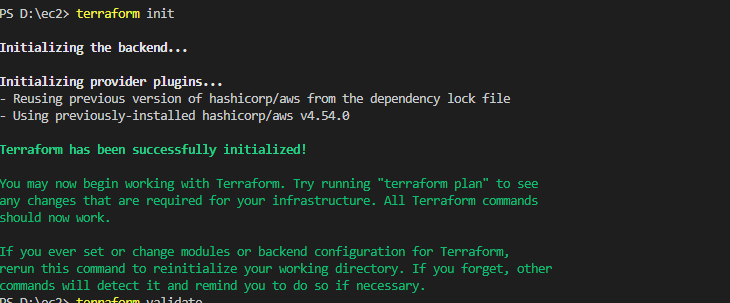 PS D:\ec2> terraform init
Initializing the backend...
Initializing provider plugins...
- Reusing previous version of hashicorp/aws from the dependency lock file
- Using previously-installed hashicorp/aws v4.54.0
Terraform has been successfully initialized!
You may now begin working with Terraform. Try running "terraform plan" to see
any changes that are required for your infrastructure. All Terraform commands
should now work.
If you ever set or change modules or backend configuration for Terraform,
rerun this command to reinitialize your working directory. If you forget, other
commands will detect it and remind you to do so if necessary.
PS D:\ec2> terraform validate